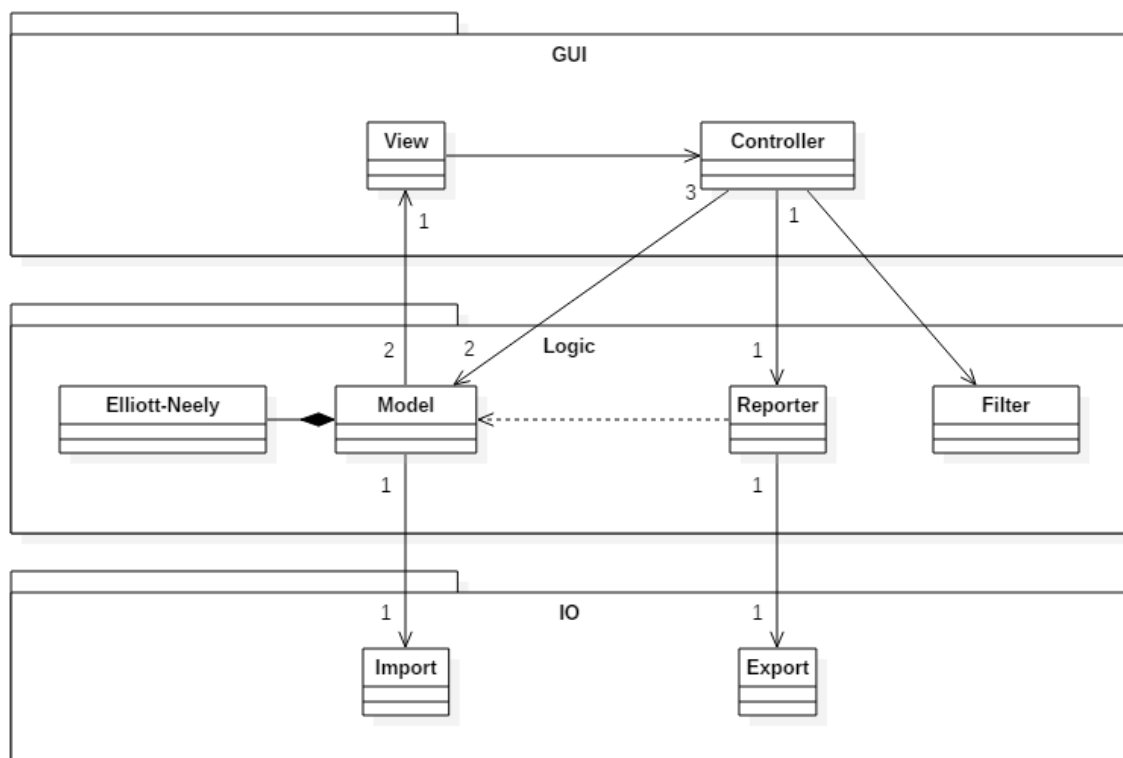 GUI
View
Controller
1
3
1
Logic
2
2
1
Elliott-Neely
Model
Reporter
Filter
1
1
IO
1
1
Import
Export